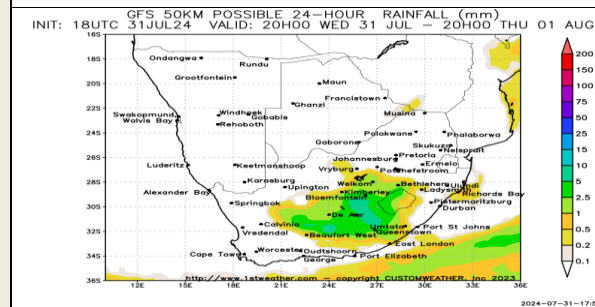 GFS 50KM POSSIBLE 24-HOUR RAINFALL (mm)
INIT: 18UTC 31JUL24 VALID: 20H00 WED 31 JUL - 20H00 THU 01 AUG
16S
18S
20S
22S
24S
26S
28S
30S
32S
34S
36S
Ondangwa
Rundu
Grootfontein
Maun
Francistown
Ghanzi
Musina
Swakopmund
Walvis Bay
Windhoek
Gobabis
Rehoboth
Polokwane
Phalaborwa
Gaborone
Skukuza
Nelspruit
Johannesburg
Pretoria
Luderitz
Keetmanshoop
Vryburg
Potchefstroom
Ermelo
Karasburg
Welkom
Bethlehem
Ulundi
Alexander Bay
Upington
Kimberley
Ladysmith
Richards Bay
Springbok
Bloemfontein
Pietermaritzburg
Durban
De Aar
Calvinia
Umtata
Port St Johns
Vredendal
Beaufort West
Queenstown
East London
Cape Town
Worcester
Oudtshoorn
George
Port Elizabeth
http://www.1stweather.com - copyright CUSTOMWEATHER, Inc 2023
12E 15E 18E 21E 24E 27E 30E 33E 36E
200
150
100
75
50
25
20
15
10
5
2.5
1
0.5
0.2
0.1